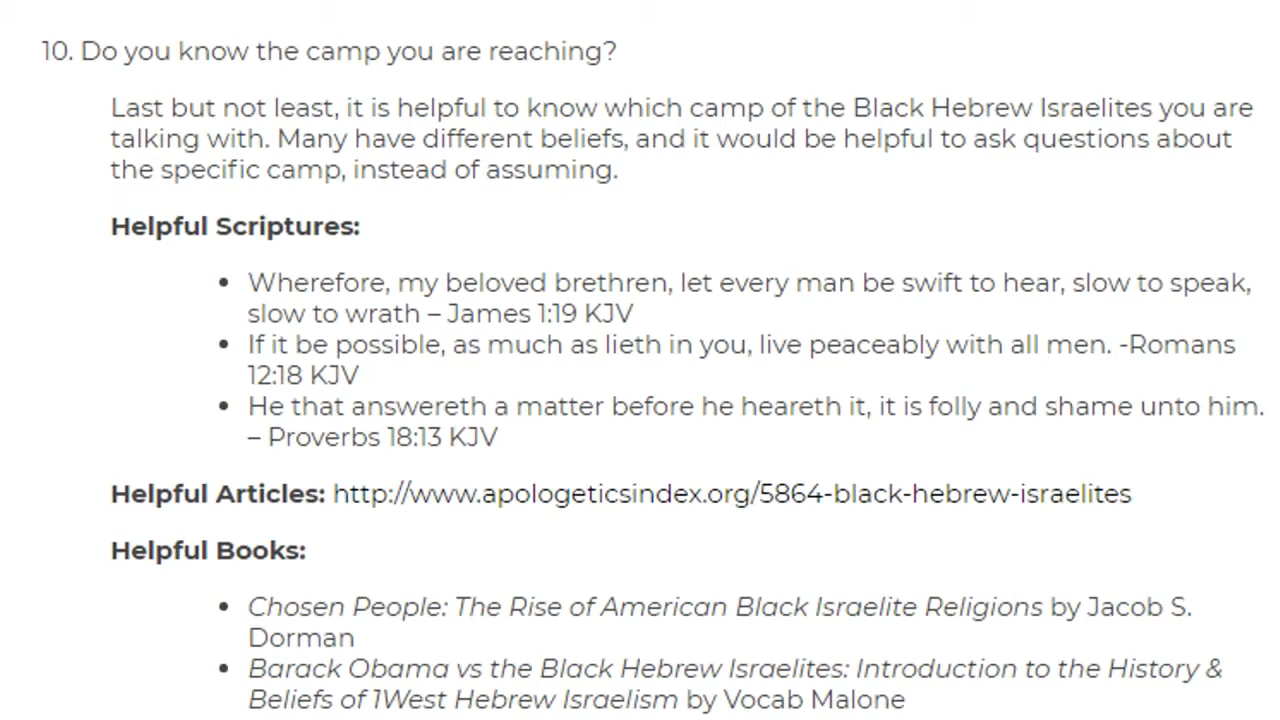 10. Do you know the camp you are reaching?
Last but not least, it is helpful to know which camp of the Black Hebrew Israelites you are
talking with. Many have different beliefs, and it would be helpful to ask questions about
the specific camp, instead of assuming.
Helpful Scriptures:
• Wherefore, my beloved brethren, let every man be swift to hear, slow to speak,
slow to wrath – James 1:19 KJV
• If it be possible, as much as lieth in you, live peaceably with all men. -Romans
12:18 KJV
• He that answereth a matter before he heareth it, it is folly and shame unto him.
– Proverbs 18:13 KJV
Helpful Articles: http://www.apologeticsindex.org/5864-black-hebrew-israelites
Helpful Books:
• Chosen People: The Rise of American Black Israelite Religions by Jacob S.
Dorman
• Barack Obama vs the Black Hebrew Israelites: Introduction to the History &
Beliefs of 1West Hebrew Israelism by Vocab Malone